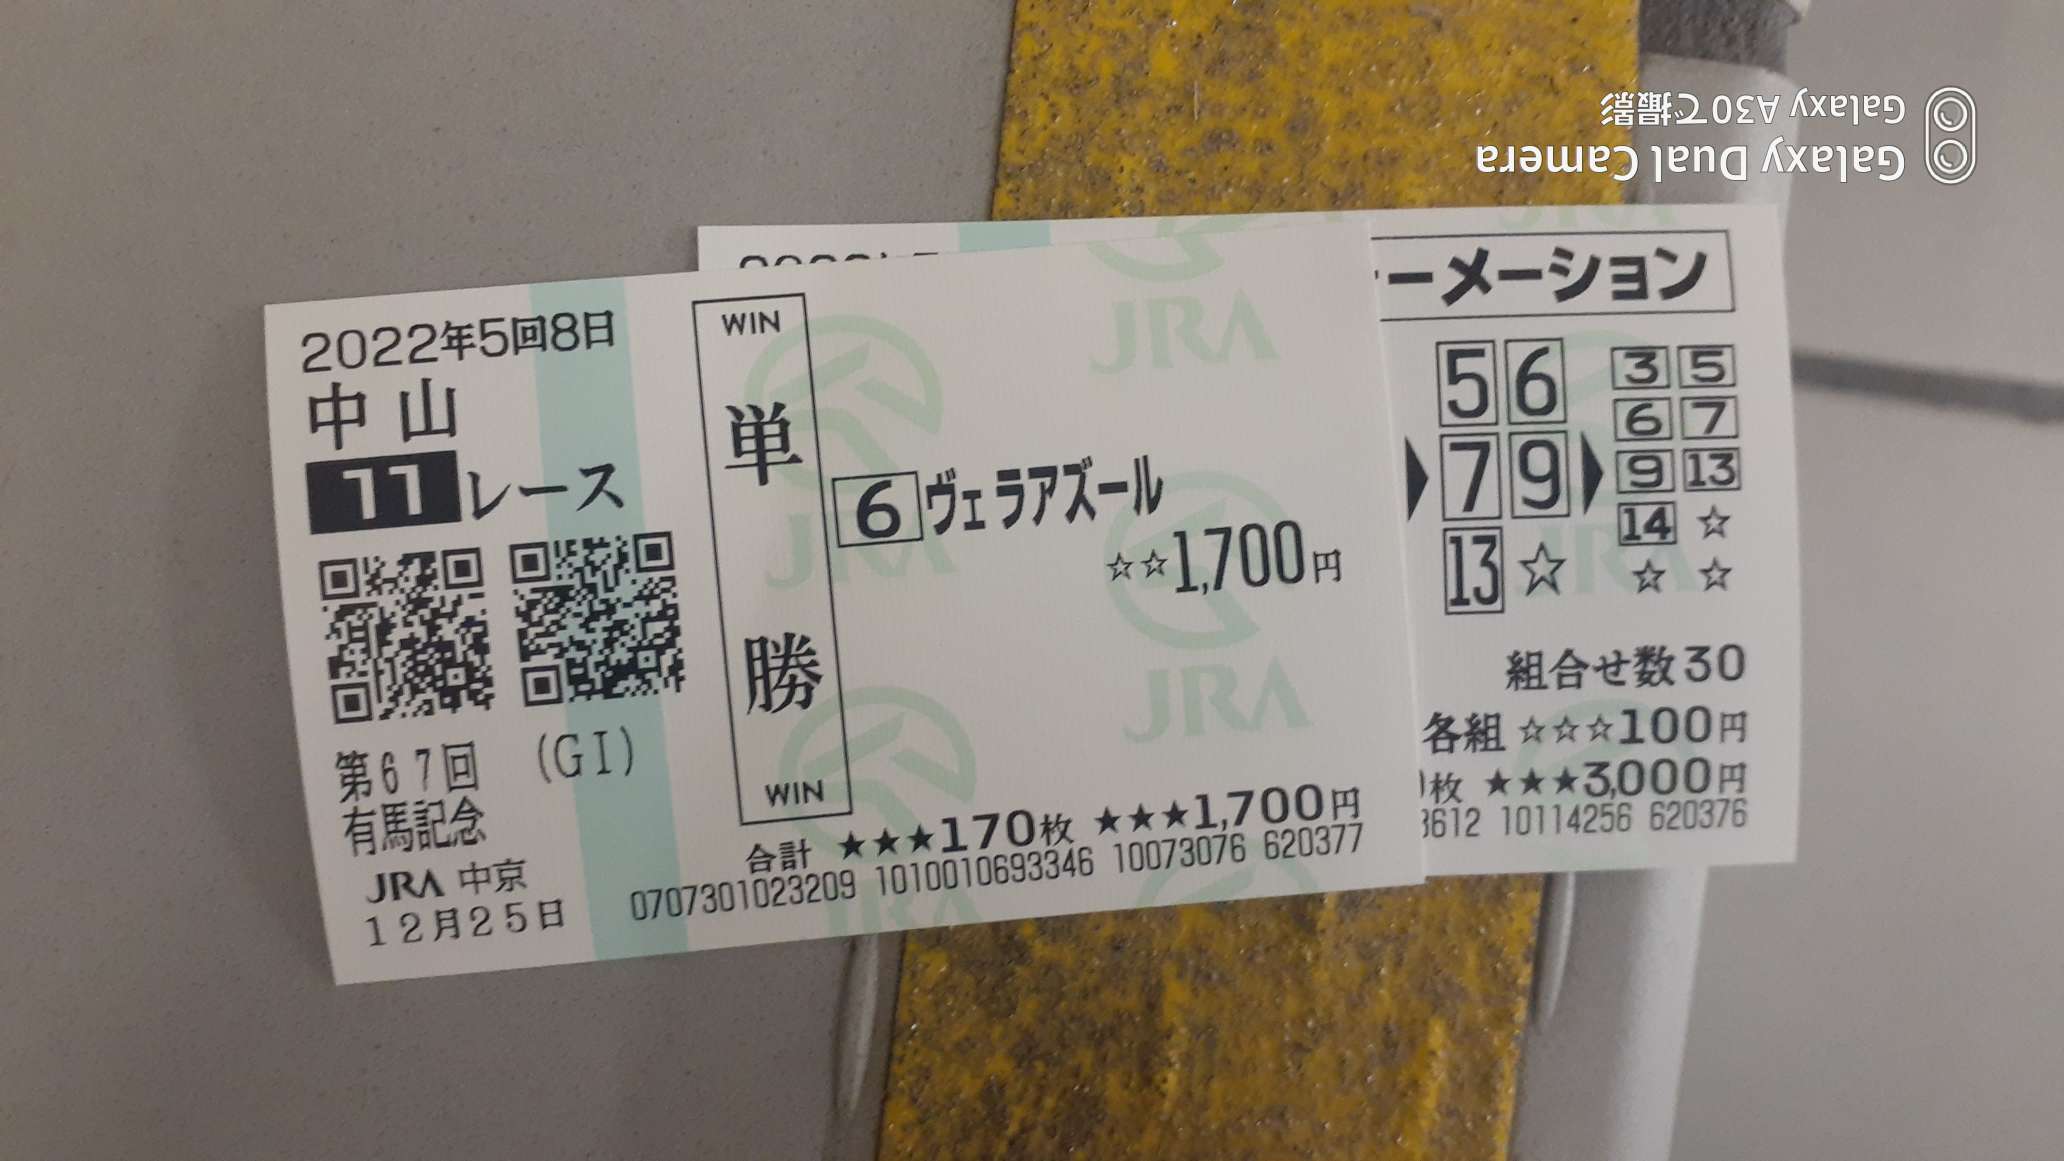 2022年5回8日
中山
11レース
第67回 (GI)
有馬記念
JRA 中京
12月25日
WIN
単勝
WIN
6 ヴェラアズール
☆☆1,700円
合計 ★★★170枚 ★★★1,700円
0707301023209 1010010693346 10073076 620377
JRA
JRA
JRA
JRA
ーメーション
5 6
7 9
13 ☆
3 5
6 7
9 13
14 ☆
☆ ☆
組合せ数30
各組 ☆☆☆100円
枚 ★★★3,000円
3612 10114256 620376
Galaxy Dual Camera
Galaxy A30で撮影